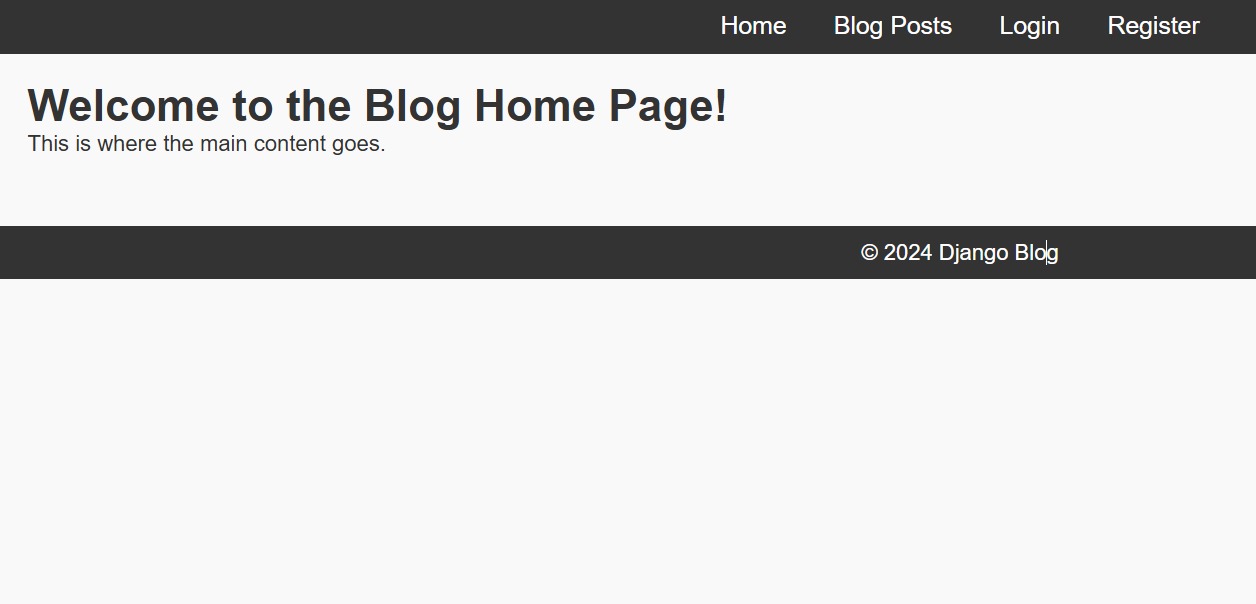 Home Blog Posts Login Register
Welcome to the Blog Home Page!
This is where the main content goes.
© 2024 Django Blog